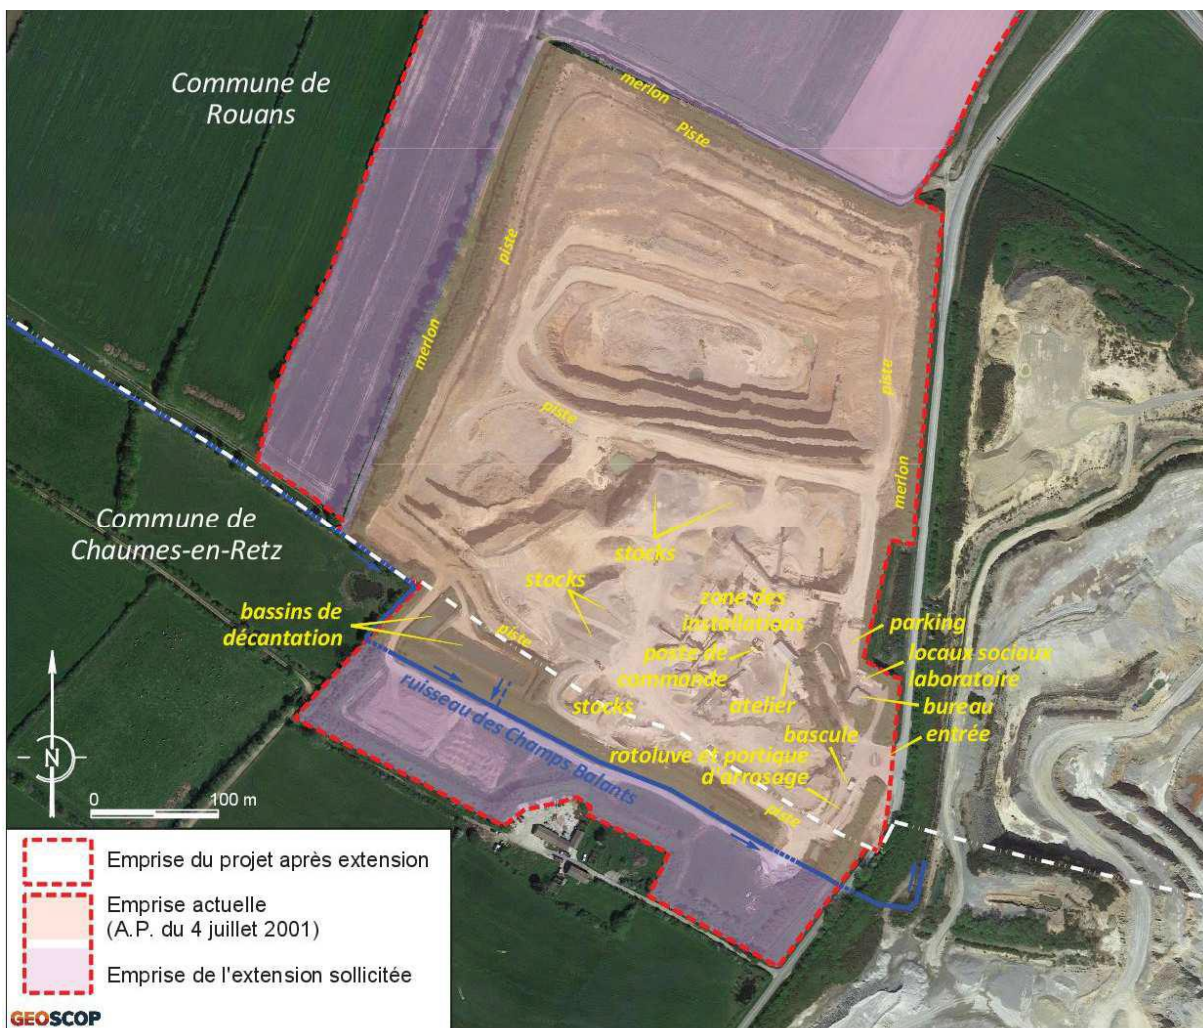 Commune de
Rouans
merlon
Piste
piste
merlon
piste
piste
merlon
Commune de
Chaumes-en-Retz
stocks
stocks
zone des
installations
bassins de
décantation
piste
parking
poste de
commande
locaux sociaux
laboratoire
atelier
bureau
stocks
ruisseau des Champs Balants
bascule
entrée
rotoluve et portique
d'arrosage
piste
N
0 100 m
Emprise du projet après extension
Emprise actuelle
(A.P. du 4 juillet 2001)
Emprise de l'extension sollicitée
GEOSCOP